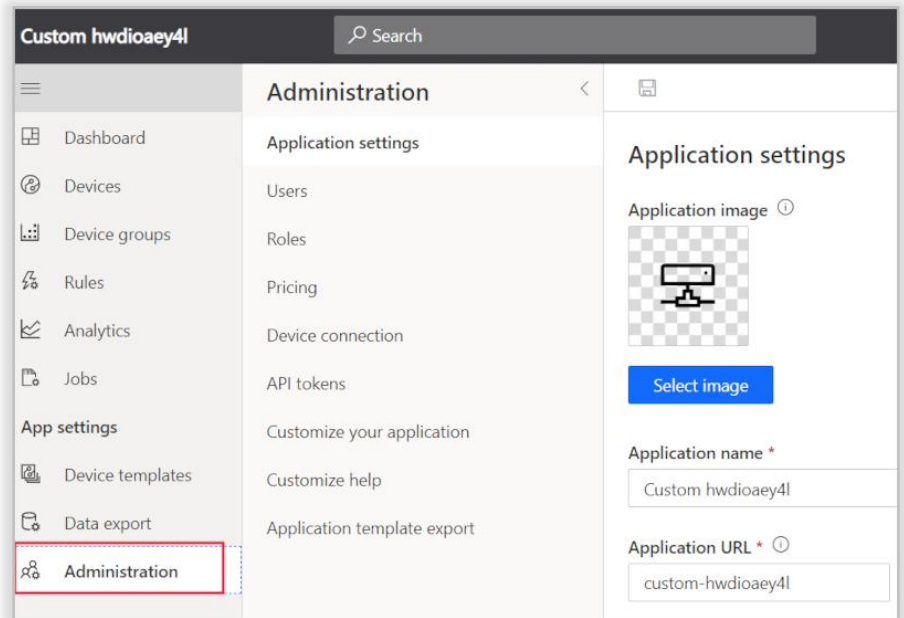 Custom hwdioaey4l
Search
Dashboard
Devices
Device groups
Rules
Analytics
Jobs
App settings
Device templates
Data export
Administration
Administration
Application settings
Users
Roles
Pricing
Device connection
API tokens
Customize your application
Customize help
Application template export
Application settings
Application image
Select image
Application name *
Custom hwdioaey4l
Application URL *
custom-hwdioaey4l